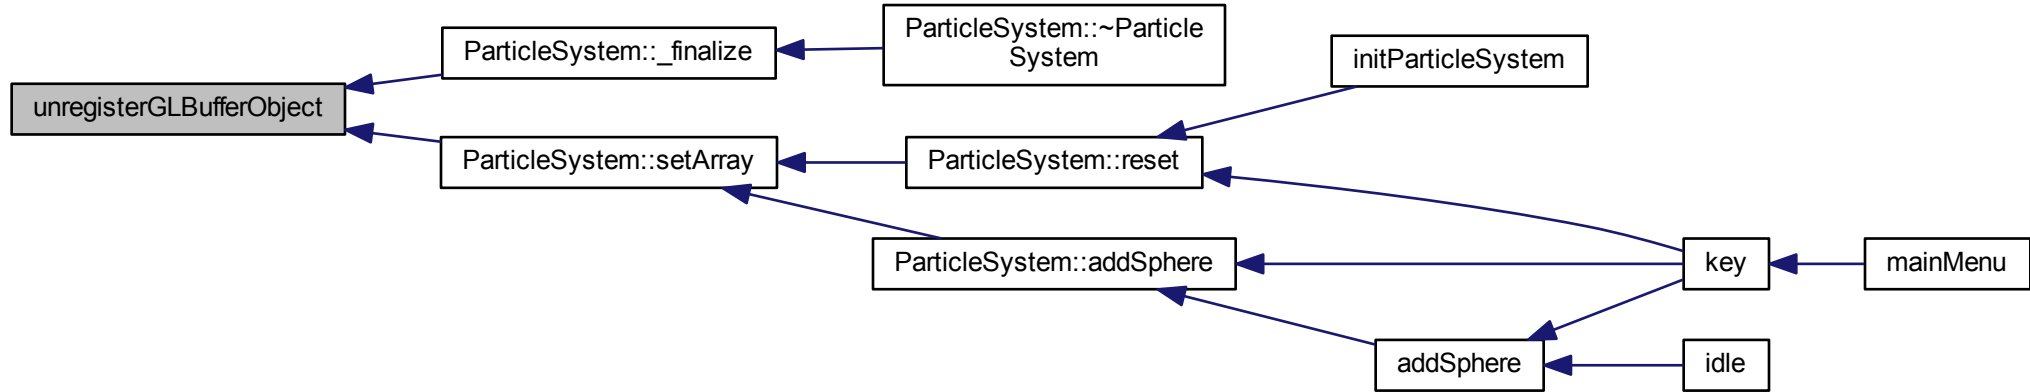 unregisterGLBufferObject
ParticleSystem::_finalize
ParticleSystem::~Particle
System
ParticleSystem::setArray
ParticleSystem::reset
initParticleSystem
ParticleSystem::addSphere
key
mainMenu
addSphere
idle